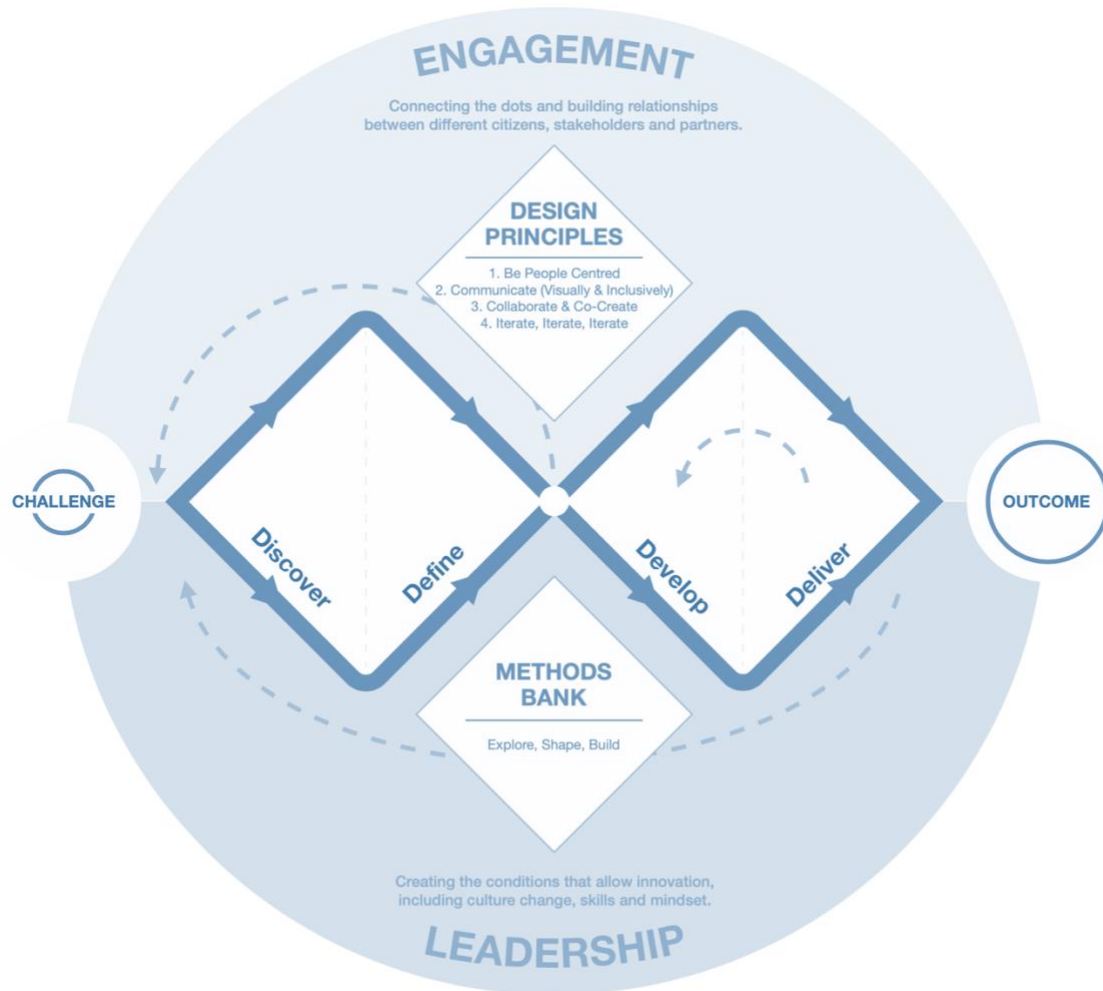 ENGAGEMENT
Connecting the dots and building relationships
between different citizens, stakeholders and partners.
DESIGN
PRINCIPLES
1. Be People Centred
2. Communicate (Visually & Inclusively)
3. Collaborate & Co-Create
4. Iterate, Iterate, Iterate
CHALLENGE
OUTCOME
Discover
Define
Develop
Deliver
METHODS
BANK
Explore, Shape, Build
Creating the conditions that allow innovation,
including culture change, skills and mindset.
LEADERSHIP